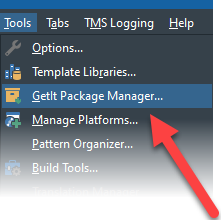 Tools Tabs TMS Logging Help
Options...
Template Libraries...
GetIt Package Manager...
Manage Platforms...
Pattern Organizer...
Build Tools...